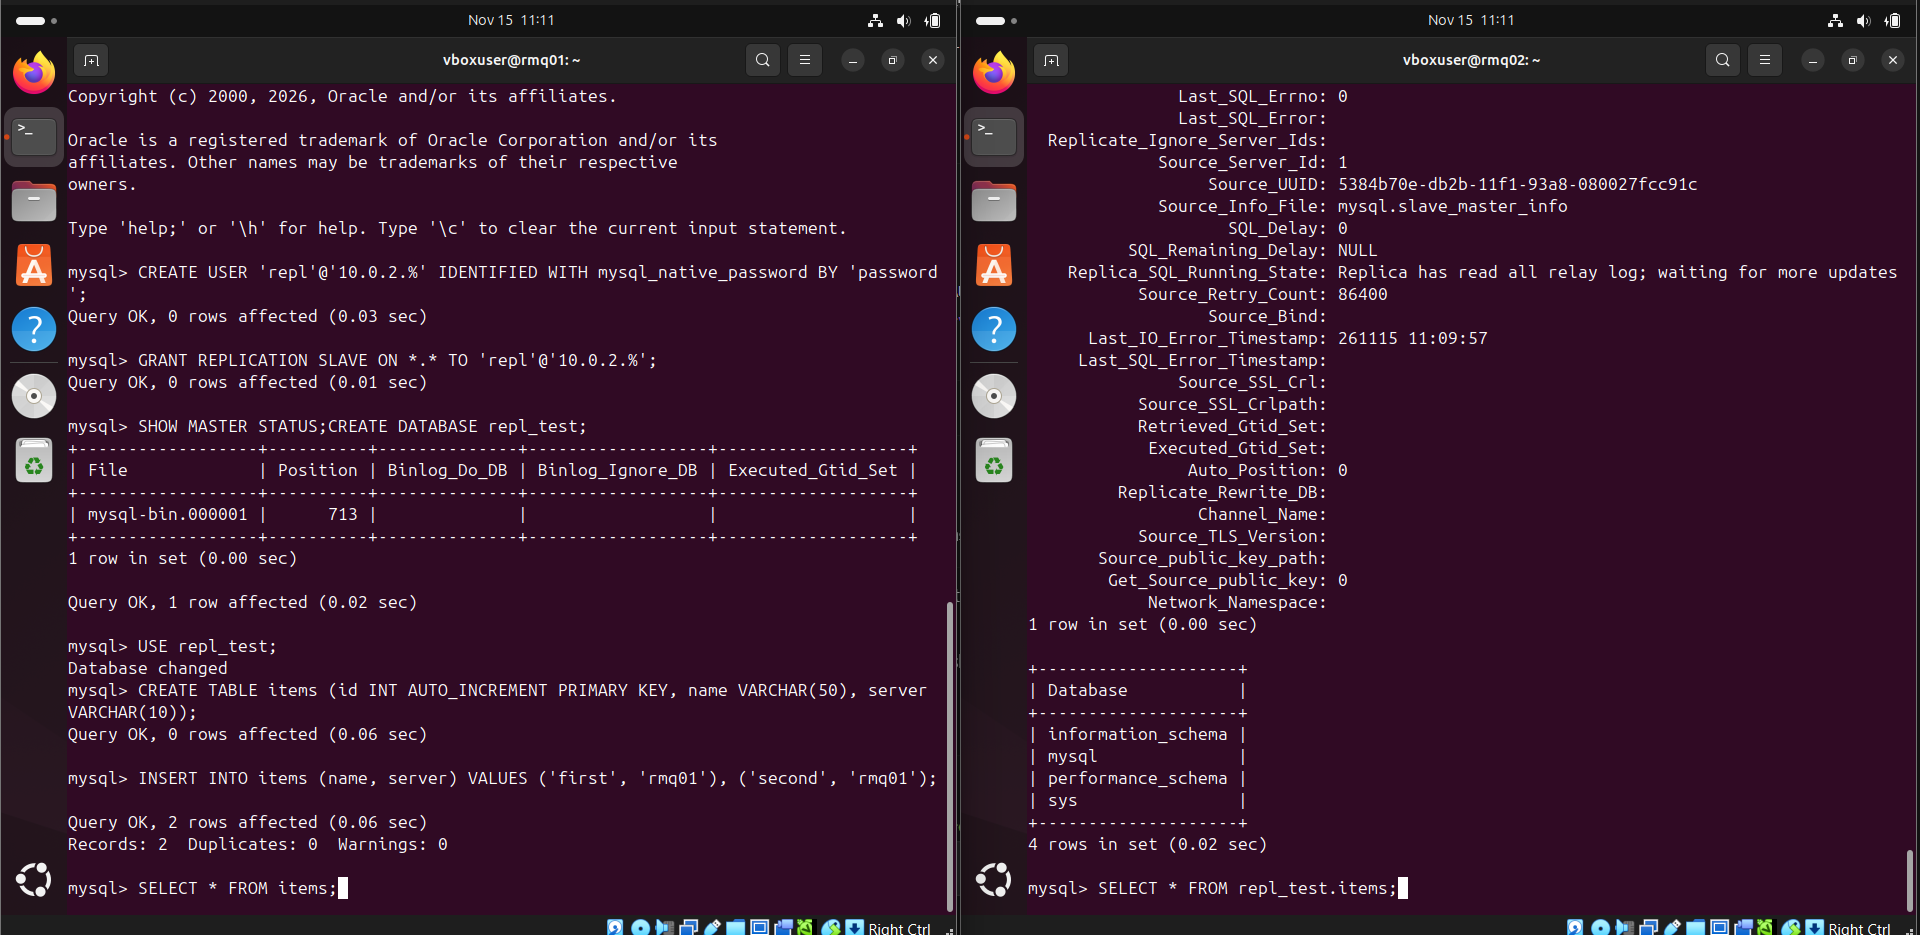 Nov 15 11:11
vboxuser@rmq01: ~
Copyright (c) 2000, 2026, Oracle and/or its affiliates.
Oracle is a registered trademark of Oracle Corporation and/or its
affiliates. Other names may be trademarks of their respective
owners.
Type 'help;' or '\h' for help. Type '\c' to clear the current input statement.
mysql> CREATE USER 'repl'@'10.0.2.%' IDENTIFIED WITH mysql_native_password BY 'password
';
Query OK, 0 rows affected (0.03 sec)
mysql> GRANT REPLICATION SLAVE ON *.* TO 'repl'@'10.0.2.%';
Query OK, 0 rows affected (0.01 sec)
mysql> SHOW MASTER STATUS;CREATE DATABASE repl_test;
+------------------+----------+--------------+------------------+-------------------+
| File             | Position | Binlog_Do_DB | Binlog_Ignore_DB | Executed_Gtid_Set |
+------------------+----------+--------------+------------------+-------------------+
| mysql-bin.000001 |      713 |              |                  |                   |
+------------------+----------+--------------+------------------+-------------------+
1 row in set (0.00 sec)
Query OK, 1 row affected (0.02 sec)
mysql> USE repl_test;
Database changed
mysql> CREATE TABLE items (id INT AUTO_INCREMENT PRIMARY KEY, name VARCHAR(50), server
VARCHAR(10));
Query OK, 0 rows affected (0.06 sec)
mysql> INSERT INTO items (name, server) VALUES ('first', 'rmq01'), ('second', 'rmq01');
Query OK, 2 rows affected (0.06 sec)
Records: 2  Duplicates: 0  Warnings: 0
mysql> SELECT * FROM items;
Right Ctrl
Nov 15 11:11
vboxuser@rmq02: ~
Last_SQL_Errno: 0
Last_SQL_Error:
Replicate_Ignore_Server_Ids:
Source_Server_Id: 1
Source_UUID: 5384b70e-db2b-11f1-93a8-080027fcc91c
Source_Info_File: mysql.slave_master_info
SQL_Delay: 0
SQL_Remaining_Delay: NULL
Replica_SQL_Running_State: Replica has read all relay log; waiting for more updates
Source_Retry_Count: 86400
Source_Bind:
Last_IO_Error_Timestamp: 261115 11:09:57
Last_SQL_Error_Timestamp:
Source_SSL_Crl:
Source_SSL_Crlpath:
Retrieved_Gtid_Set:
Executed_Gtid_Set:
Auto_Position: 0
Replicate_Rewrite_DB:
Channel_Name:
Source_TLS_Version:
Source_public_key_path:
Get_Source_public_key: 0
Network_Namespace:
1 row in set (0.00 sec)
+--------------------+
| Database           |
+--------------------+
| information_schema |
| mysql              |
| performance_schema |
| sys                |
+--------------------+
4 rows in set (0.02 sec)
mysql> SELECT * FROM repl_test.items;
Right Ctrl